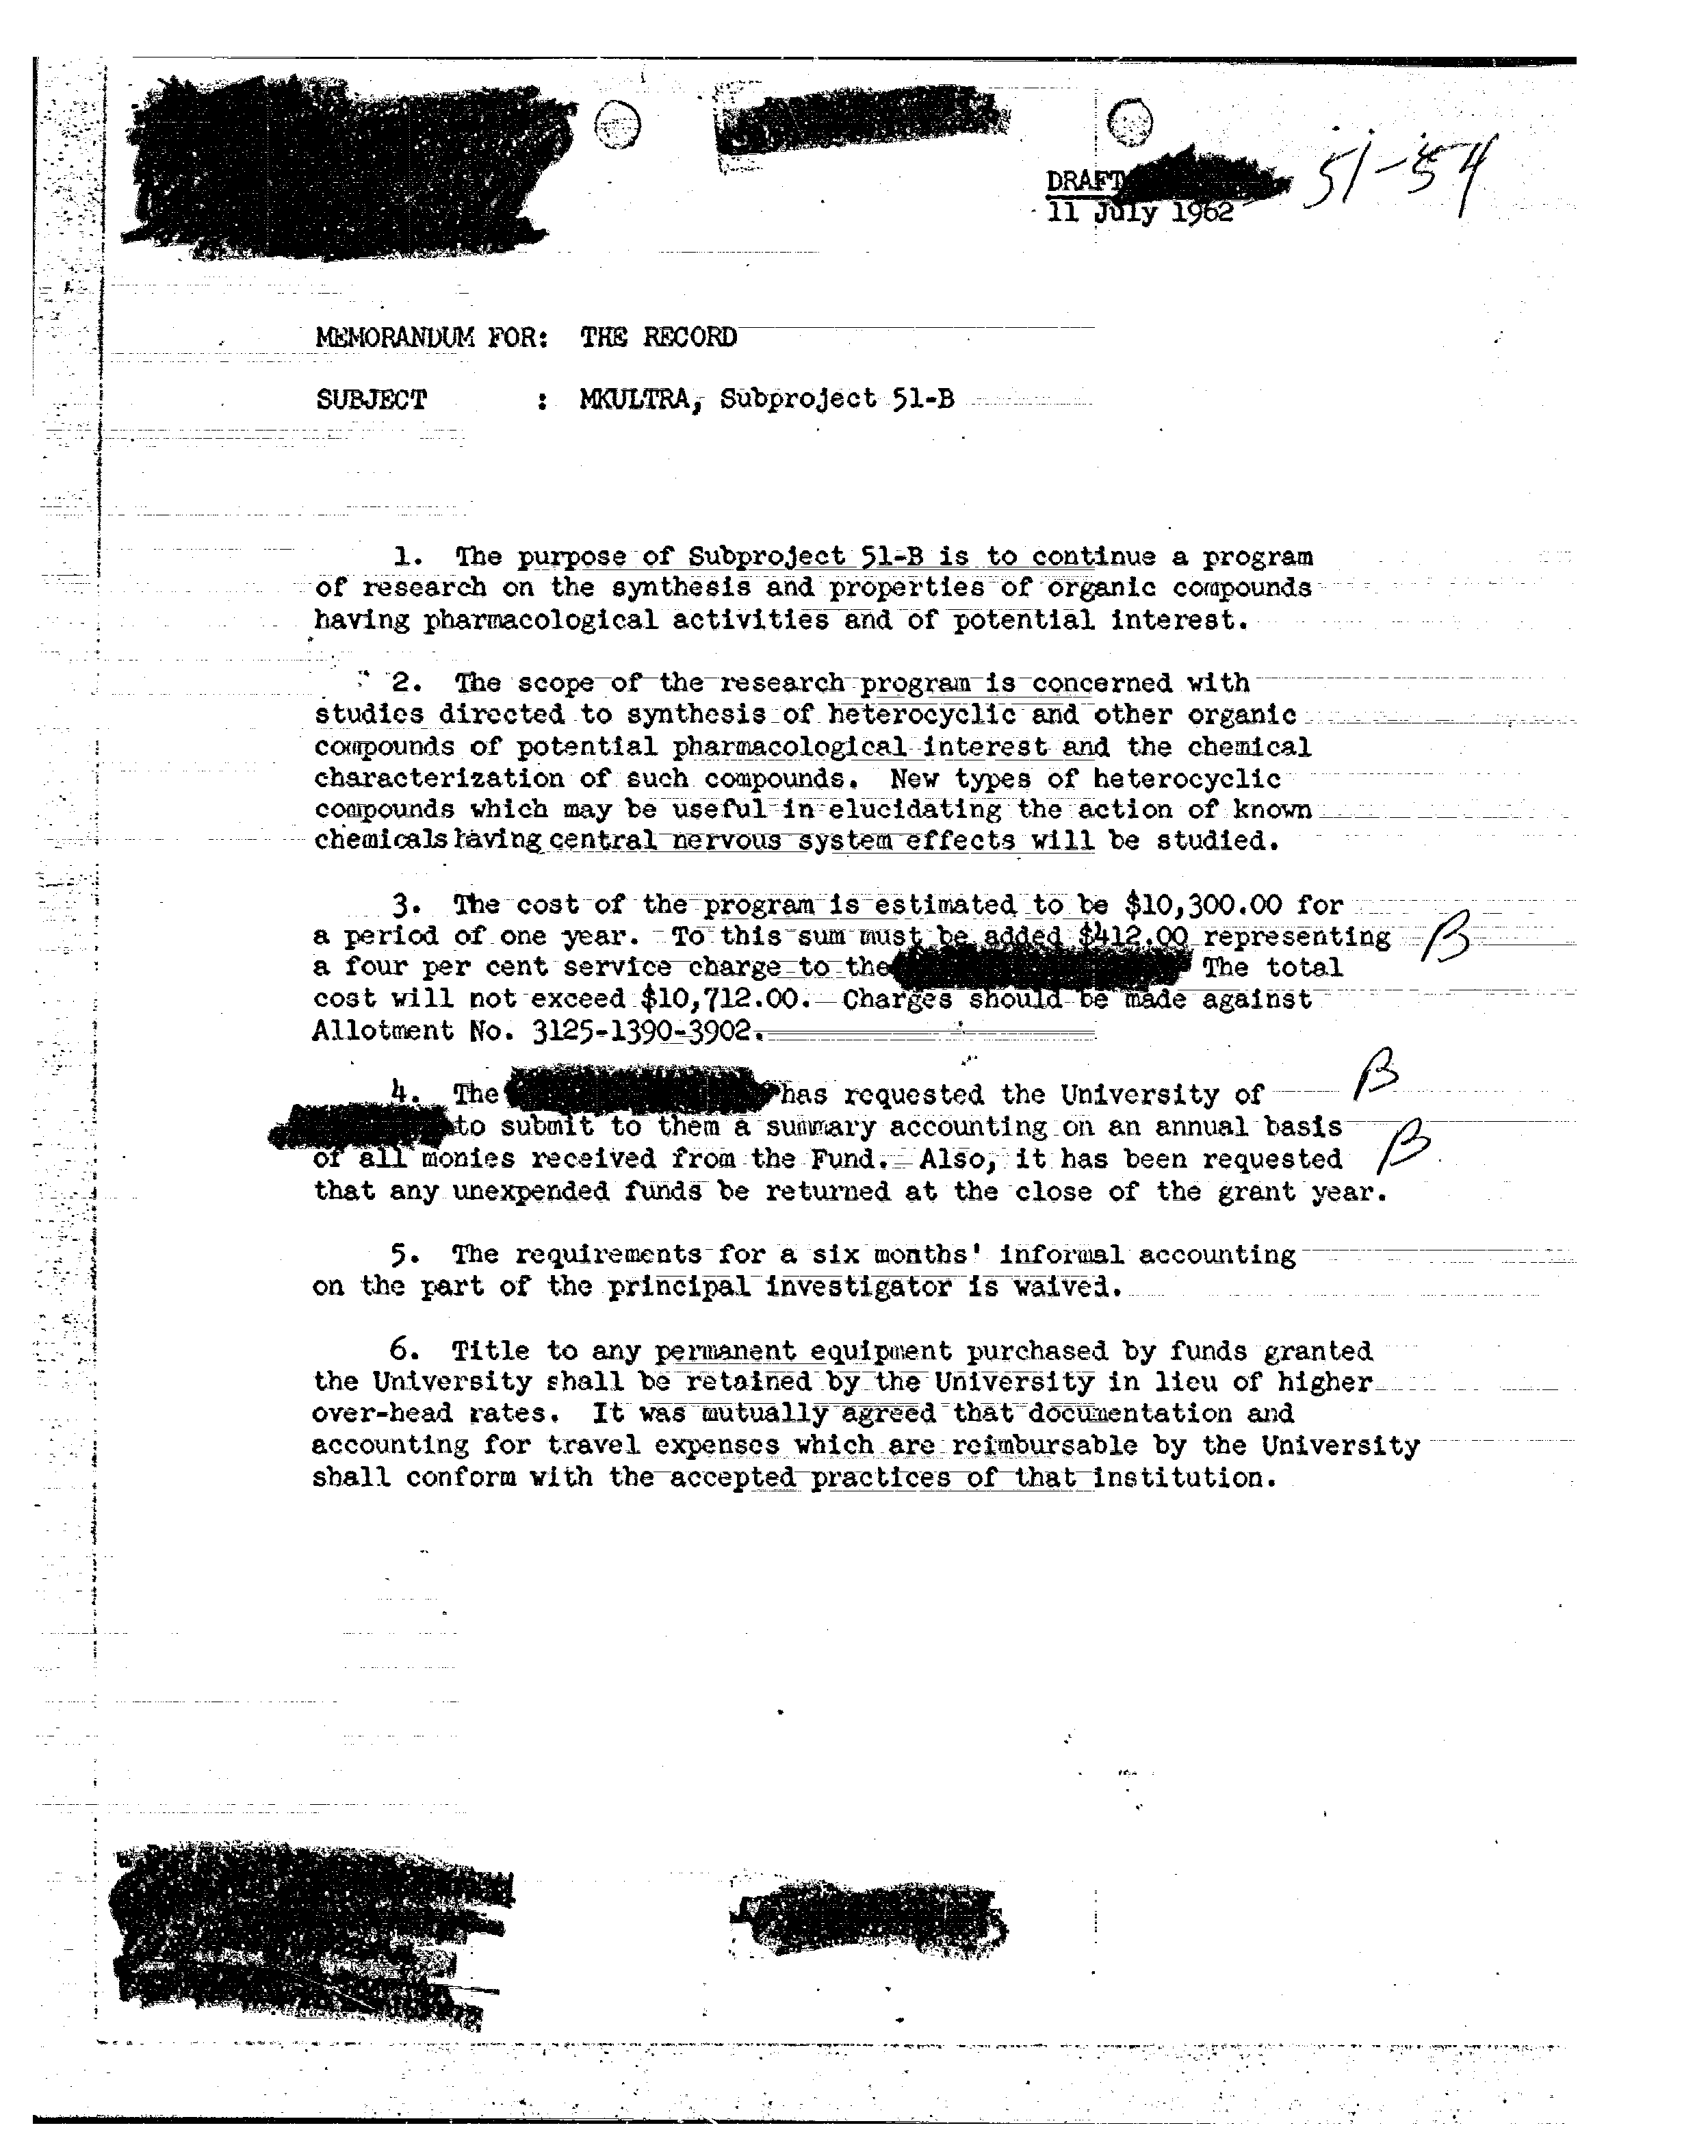 51-54
DRAFT
11 July 1962
MEMORANDUM FOR: THE RECORD
SUBJECT : MKULTRA, Subproject 51-B
1. The purpose of Subproject 51-B is to continue a program
of research on the synthesis and properties of organic compounds
having pharmacological activities and of potential interest.
2. The scope of the research program is concerned with
studies directed to synthesis of heterocyclic and other organic
compounds of potential pharmacological interest and the chemical
characterization of such compounds. New types of heterocyclic
compounds which may be useful in elucidating the action of known
chemicals having central nervous system effects will be studied.
3. The cost of the program is estimated to be $10,300.00 for
a period of one year. To this sum must be added $412.00 representing
B
a four per cent service charge to the The total
cost will not exceed $10,712.00. Charges should be made against
Allotment No. 3125-1390-3902.
4. The has requested the University of
B
to submit to them a summary accounting on an annual basis
B
of all monies received from the Fund. Also, it has been requested
that any unexpended funds be returned at the close of the grant year.
5. The requirements for a six months' informal accounting
on the part of the principal investigator is waived.
6. Title to any permanent equipment purchased by funds granted
the University shall be retained by the University in lieu of higher
over-head rates. It was mutually agreed that documentation and
accounting for travel expenses which are reimbursable by the University
shall conform with the accepted practices of that institution.